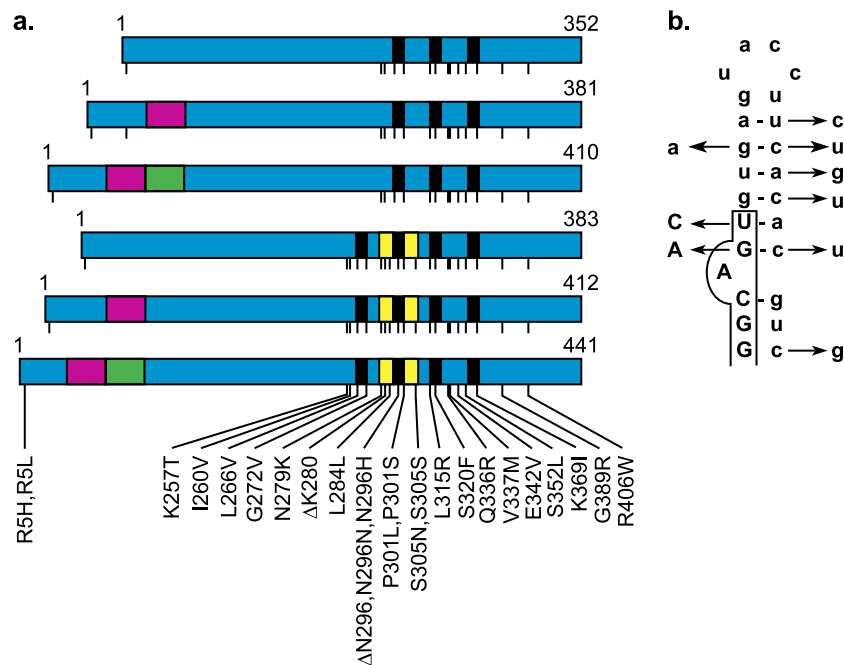 a.
1 352
1 381
1 410
1 383
1 412
1 441
R5H,R5L
K257T
I260V
L266V
G272V
N279K
ΔK280
L284L
ΔN296,N296N,N296H
P301L,P301S
S305N,S305S
L315R
S320F
Q336R
V337M
E342V
S352L
K369I
G389R
R406W
b.
a c
u c
g u
a - u c
a g - c u
u - a g
g - c u
C U - a
A G - c u
A
C - g
G u
G c g